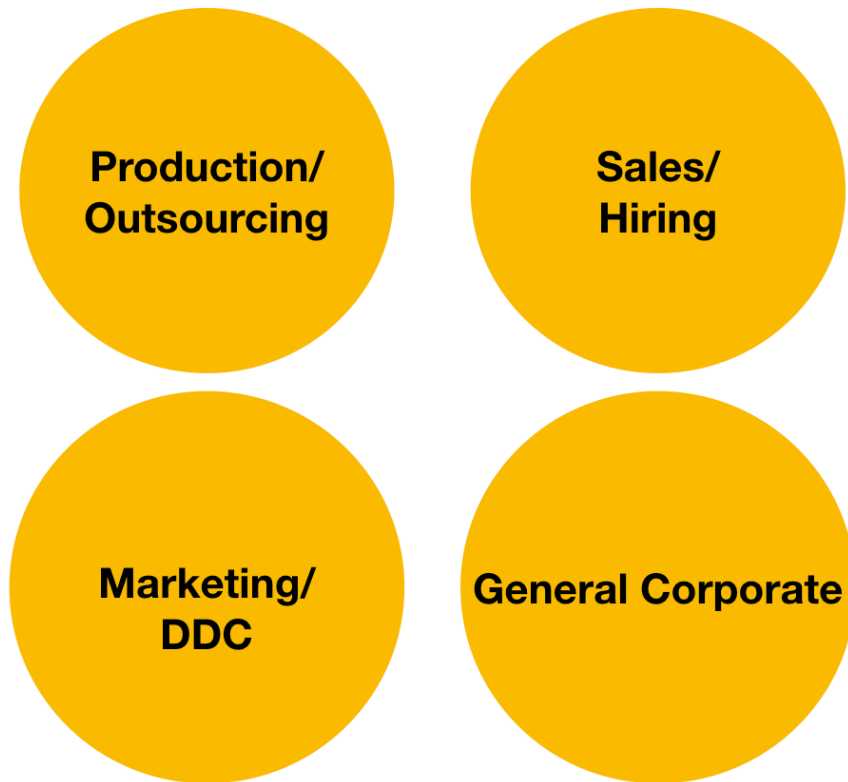 Production/
Outsourcing
Sales/
Hiring
Marketing/
DDC
General Corporate